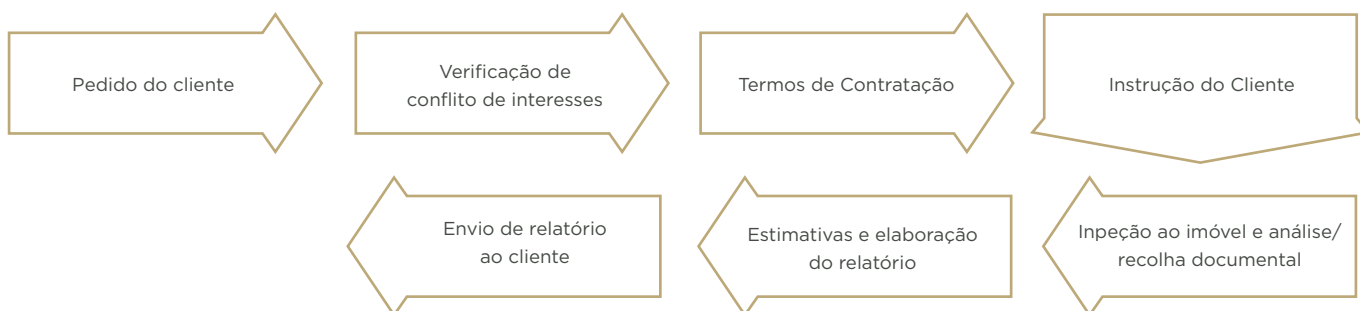 Pedido do cliente
Verificação de
conflito de interesses
Termos de Contratação
Instrução do Cliente
Inpeção ao imóvel e análise/
recolha documental
Estimativas e elaboração
do relatório
Envio de relatório
ao cliente